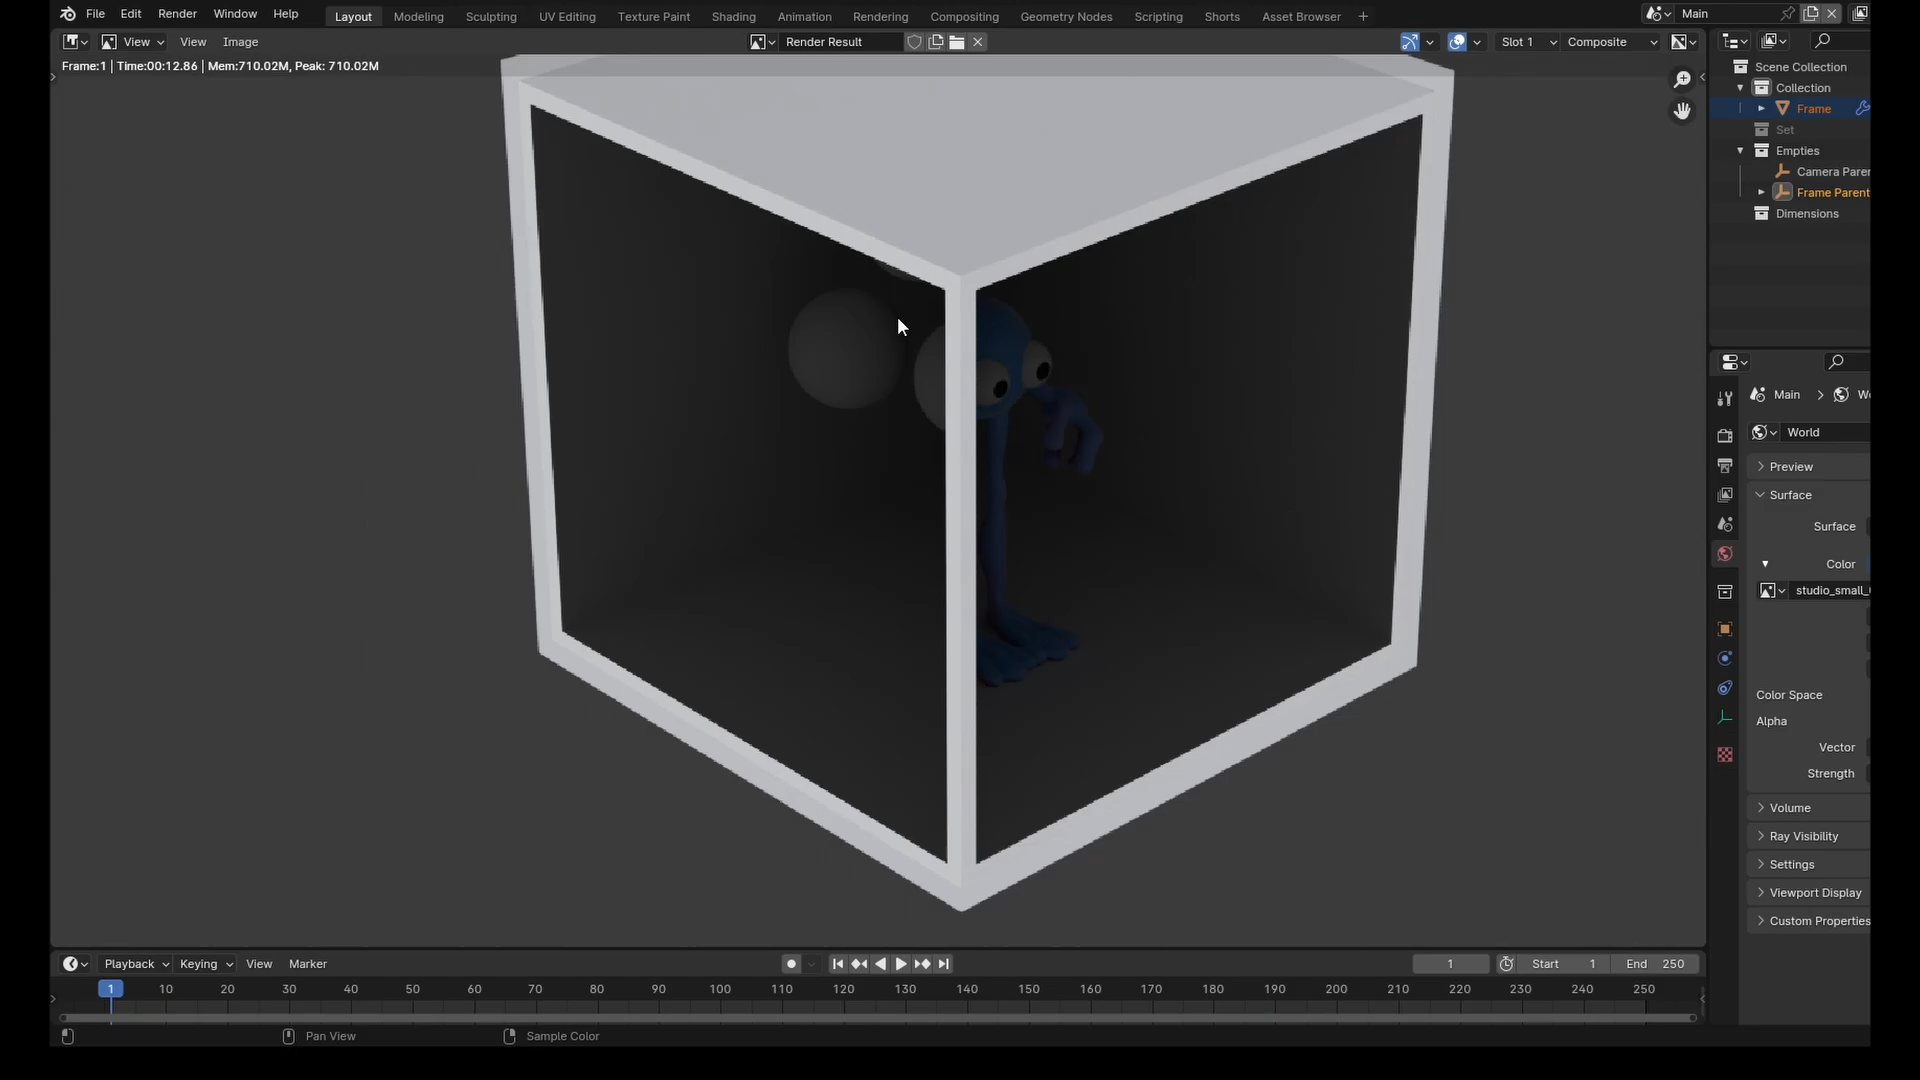 File Edit Render Window Help Layout Modeling Sculpting UV Editing Texture Paint Shading Animation Rendering Compositing Geometry Nodes Scripting Shorts Asset Browser + Main
View View Image Render Result Slot 1 Composite
Frame:1 | Time:00:12.86 | Mem:710.02M, Peak: 710.02M
Scene Collection
Collection
Frame
Set
Empties
Camera Pare
Frame Parent
Dimensions
Main > Wo
World
Preview
Surface
Surface
Color
studio_small_
Color Space
Alpha
Vector
Strength
Volume
Ray Visibility
Settings
Viewport Display
Custom Properties
Playback Keying View Marker 1 Start 1 End 250
1 10 20 30 40 50 60 70 80 90 100 110 120 130 140 150 160 170 180 190 200 210 220 230 240 250
Pan View Sample Color